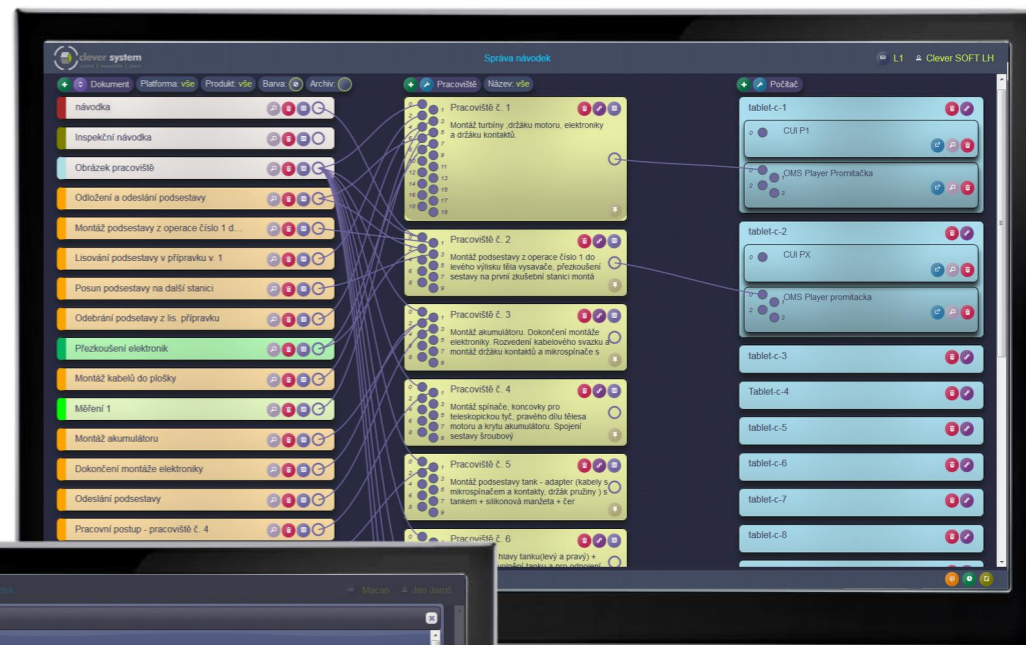 clever system
Správa návodek
L1 Clever SOFT LH
Dokument Platforma: vše Produkt: vše Barva: Archiv:
Pracoviště Název: vše
Počítač
návodka
Inspekční návodka
Obrázek pracoviště
Odložení a odeslání podsestavy
Montáž podsestavy z operace číslo 1 d...
Lisování podsestavy v přípravku v. 1
Posun podsestavy na další stanici
Odebrání podsetavy z lis. přípravku
Přezkoušení elektronik
Montáž kabelů do plošky
Měření 1
Montáž akumulátoru
Dokončení montáže elektroniky
Odeslání podsestavy
Pracovní postup - pracoviště č. 4
Pracoviště č. 1
Montáž turbíny ,držáku motoru, elektroniky
a držáku kontaktů.
Pracoviště č. 2
Montáž podsestavy z operace číslo 1 do
levého výlisku těla vysavače, přezkoušení
sestavy na první zkušební stanici montá
Pracoviště č. 3
Montáž akumulátoru. Dokončení montáže
elektroniky. Rozvedení kabelového svazku a
montáž držáku kontaktů a mikrospínače s
Pracoviště č. 4
Montáž spínače, koncovky pro
teleskopickou tyč, pravého dílu tělesa
motoru a krytu akumulátoru. Spojení
sestavy šroubový
Pracoviště č. 5
Montáž podsestavy tank - adapter (kabely s
mikrospínačem a kontakty, držák pružiny ) s
tankem + silikonová manžeta + čer
Pracoviště č. 6
hlavy tanku(levý a pravý) +
tablet-c-1
CUI P1
OMS Player Promítačka
tablet-c-2
CUI PX
OMS Player promitacka
tablet-c-3
Tablet-c-4
tablet-c-5
tablet-c-6
tablet-c-7
tablet-c-8
Macan Jan Jaroš